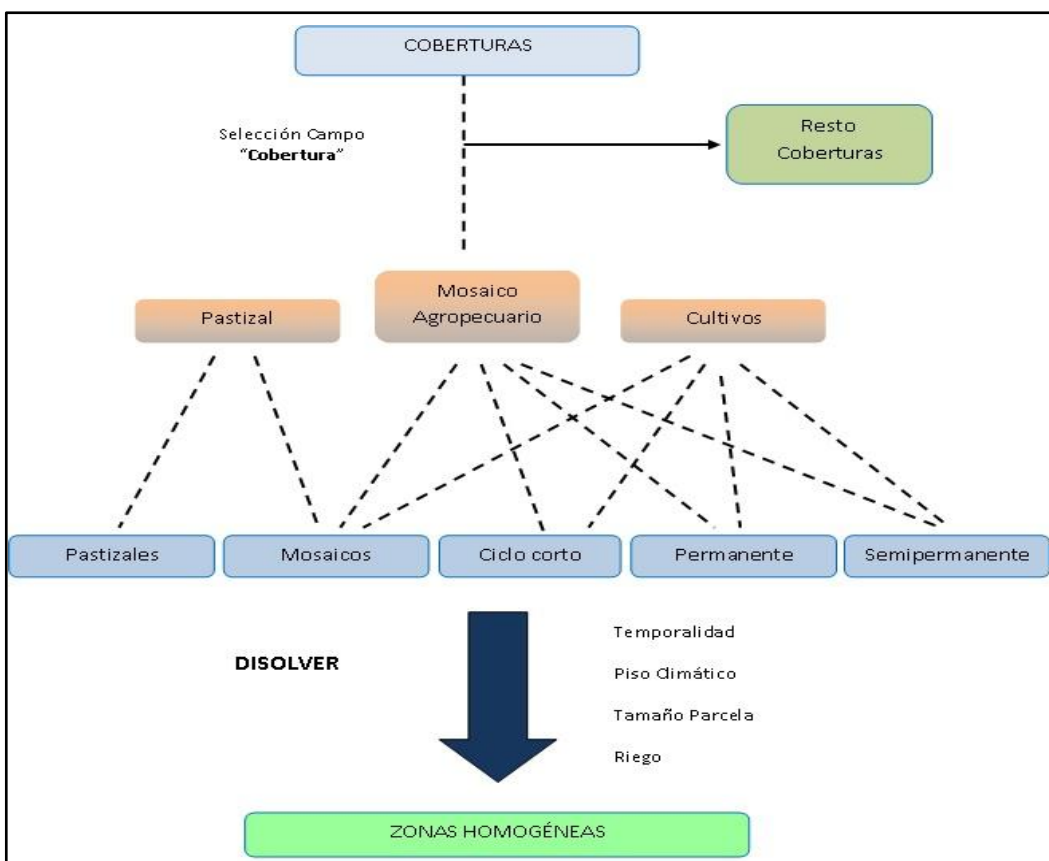 COBERTURAS
Selección Campo
"Cobertura"
Resto
Coberturas
Pastizal
Mosaico
Agropecuario
Cultivos
Pastizales
Mosaicos
Ciclo corto
Permanente
Semipermanente
DISOLVER
Temporalidad
Piso Climático
Tamaño Parcela
Riego
ZONAS HOMOGÉNEAS